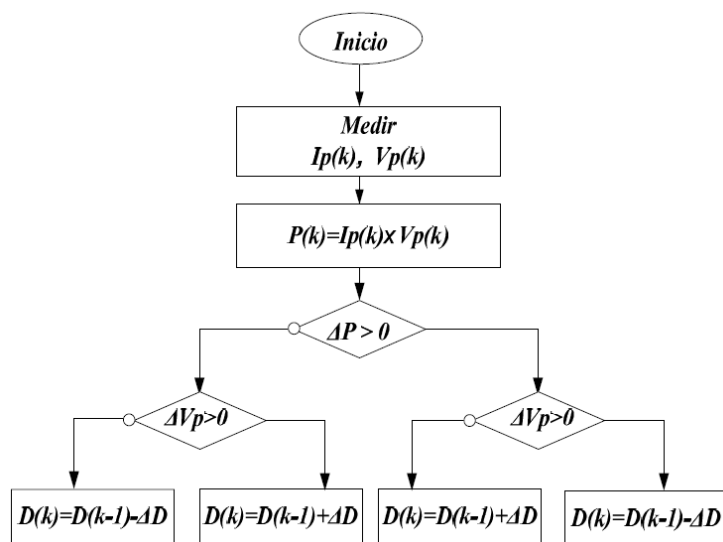 Inicio
Medir
Ip(k), Vp(k)
P(k)=Ip(k)xVp(k)
ΔP > 0
ΔVp>0
ΔVp>0
D(k)=D(k-1)-ΔD
D(k)=D(k-1)+ΔD
D(k)=D(k-1)+ΔD
D(k)=D(k-1)-ΔD